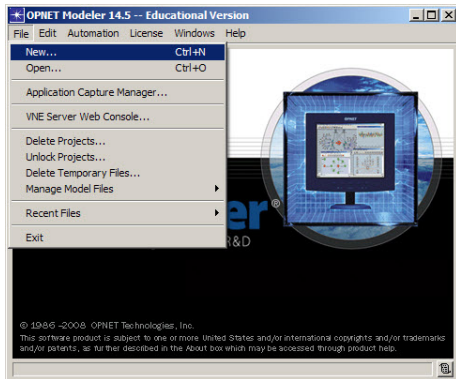 OPNET Modeler 14.5 -- Educational Version
File Edit Automation License Windows Help
New... Ctrl+N
Open... Ctrl+O
Application Capture Manager...
VNE Server Web Console...
Delete Projects...
Unlock Projects...
Delete Temporary Files...
Manage Model Files
Recent Files
Exit
OPNET
er®
R&D
© 1986-2008 OPNET Technologies, Inc.
This software product is subject to one or more United States and/or international copyrights and/or trademarks
and/or patents, as further described in the About box which may be accessed through product help.